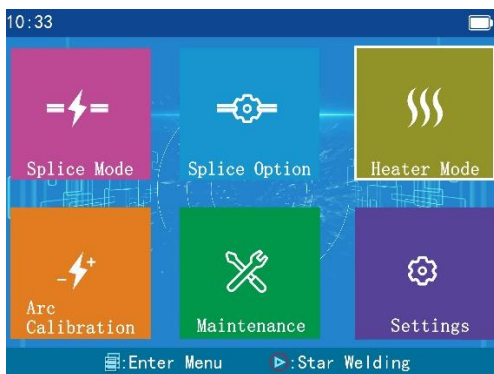 10:33
Splice Mode
Splice Option
Heater Mode
Arc
Calibration
Maintenance
Settings
:Enter Menu
:Star Welding